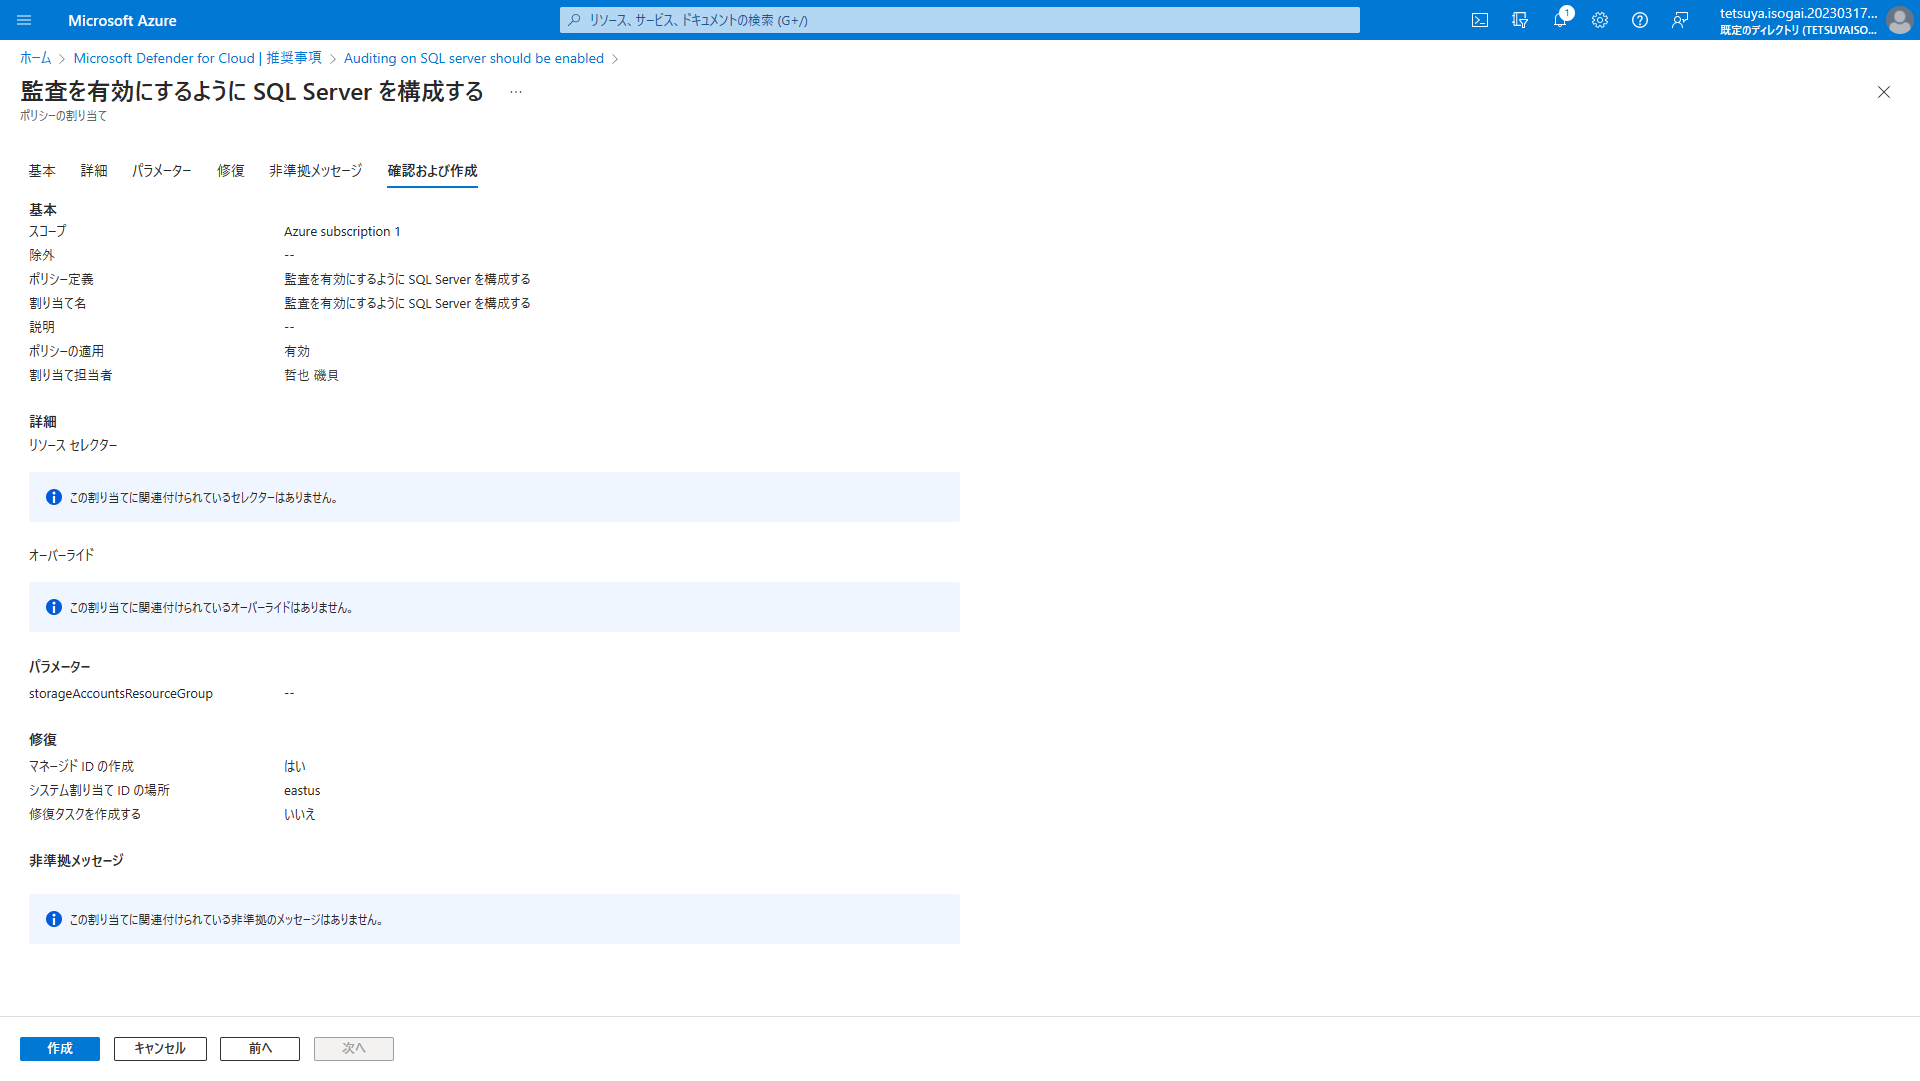 Microsoft Azure
リソース、サービス、ドキュメントの検索 (G+/)
1
tetsuya.isogai.20230317...
既定のディレクトリ (TETSUYAISO...
ホーム > Microsoft Defender for Cloud | 推奨事項 > Auditing on SQL server should be enabled >
監査を有効にするように SQL Server を構成する ...
ポリシーの割り当て
基本 詳細 パラメーター 修復 非準拠メッセージ 確認および作成
基本
スコープ Azure subscription 1
除外 --
ポリシー定義 監査を有効にするように SQL Server を構成する
割り当て名 監査を有効にするように SQL Server を構成する
説明 --
ポリシーの適用 有効
割り当て担当者 哲也 磯貝
詳細
リソース セレクター
この割り当てに関連付けられているセレクターはありません。
オーバーライド
この割り当てに関連付けられているオーバーライドはありません。
パラメーター
storageAccountsResourceGroup --
修復
マネージド ID の作成 はい
システム割り当て ID の場所 eastus
修復タスクを作成する いいえ
非準拠メッセージ
この割り当てに関連付けられている非準拠のメッセージはありません。
作成 キャンセル 前へ 次へ